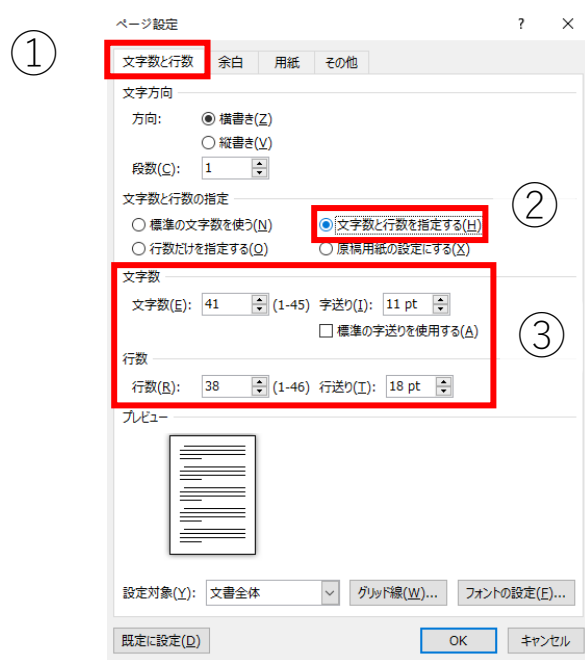 ページ設定 ? ×
①
文字数と行数 余白 用紙 その他
文字方向
方向: 横書き(Z)
縦書き(V)
段数(C): 1
文字数と行数の指定
②
標準の文字数を使う(N) 文字数と行数を指定する(H)
行数だけを指定する(O) 原稿用紙の設定にする(X)
文字数
文字数(E): 41 (1-45) 字送り(I): 11 pt
標準の字送りを使用する(A)
③
行数
行数(R): 38 (1-46) 行送り(T): 18 pt
プレビュー
設定対象(Y): 文書全体 グリッド線(W)... フォントの設定(F)...
既定に設定(D) OK キャンセル